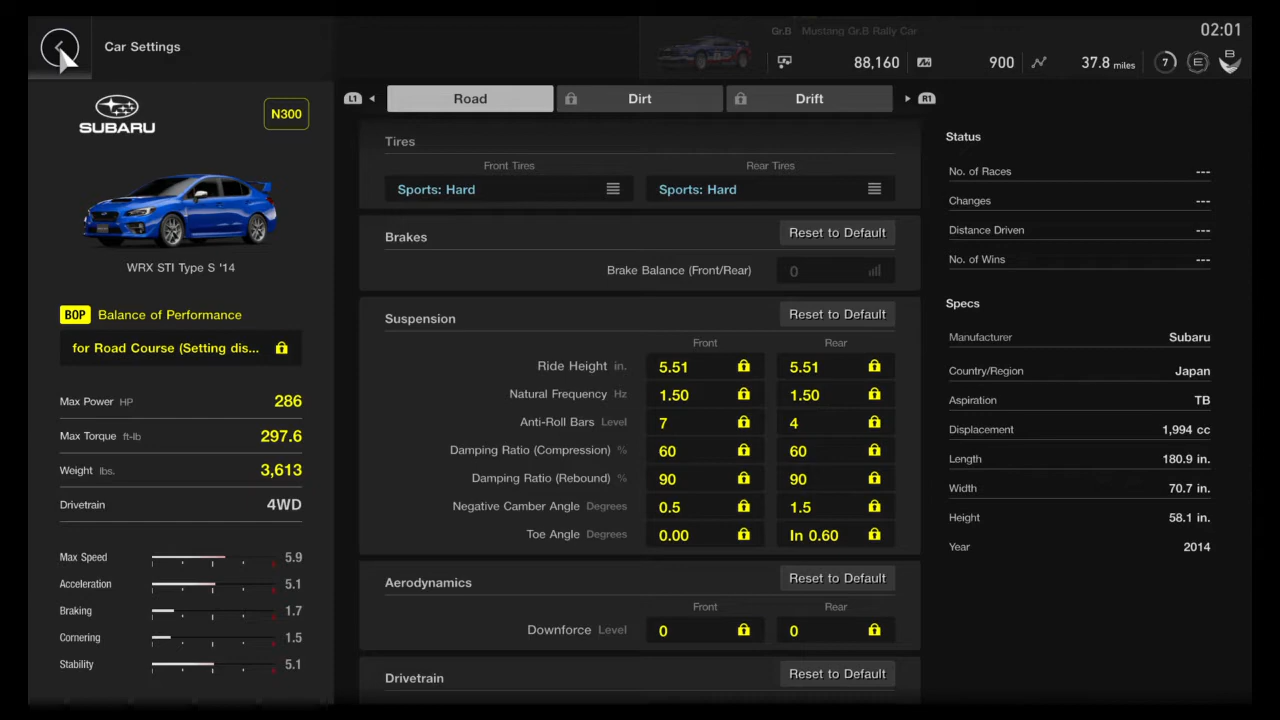 Car Settings
Gr.B Mustang Gr.B Rally Car
02:01
88,160 900 37.8 miles 7 E B
SUBARU
N300
WRX STI Type S '14
BOP Balance of Performance
for Road Course (Setting dis...
Max Power HP 286
Max Torque ft-lb 297.6
Weight lbs. 3,613
Drivetrain 4WD
Max Speed 5.9
Acceleration 5.1
Braking 1.7
Cornering 1.5
Stability 5.1
L1 Road Dirt Drift R1
Tires
Front Tires Rear Tires
Sports: Hard Sports: Hard
Brakes Reset to Default
Brake Balance (Front/Rear) 0
Suspension Reset to Default
Front Rear
Ride Height in. 5.51 5.51
Natural Frequency Hz 1.50 1.50
Anti-Roll Bars Level 7 4
Damping Ratio (Compression) % 60 60
Damping Ratio (Rebound) % 90 90
Negative Camber Angle Degrees 0.5 1.5
Toe Angle Degrees 0.00 In 0.60
Aerodynamics Reset to Default
Front Rear
Downforce Level 0 0
Drivetrain Reset to Default
Status
No. of Races ---
Changes ---
Distance Driven ---
No. of Wins ---
Specs
Manufacturer Subaru
Country/Region Japan
Aspiration TB
Displacement 1,994 cc
Length 180.9 in.
Width 70.7 in.
Height 58.1 in.
Year 2014